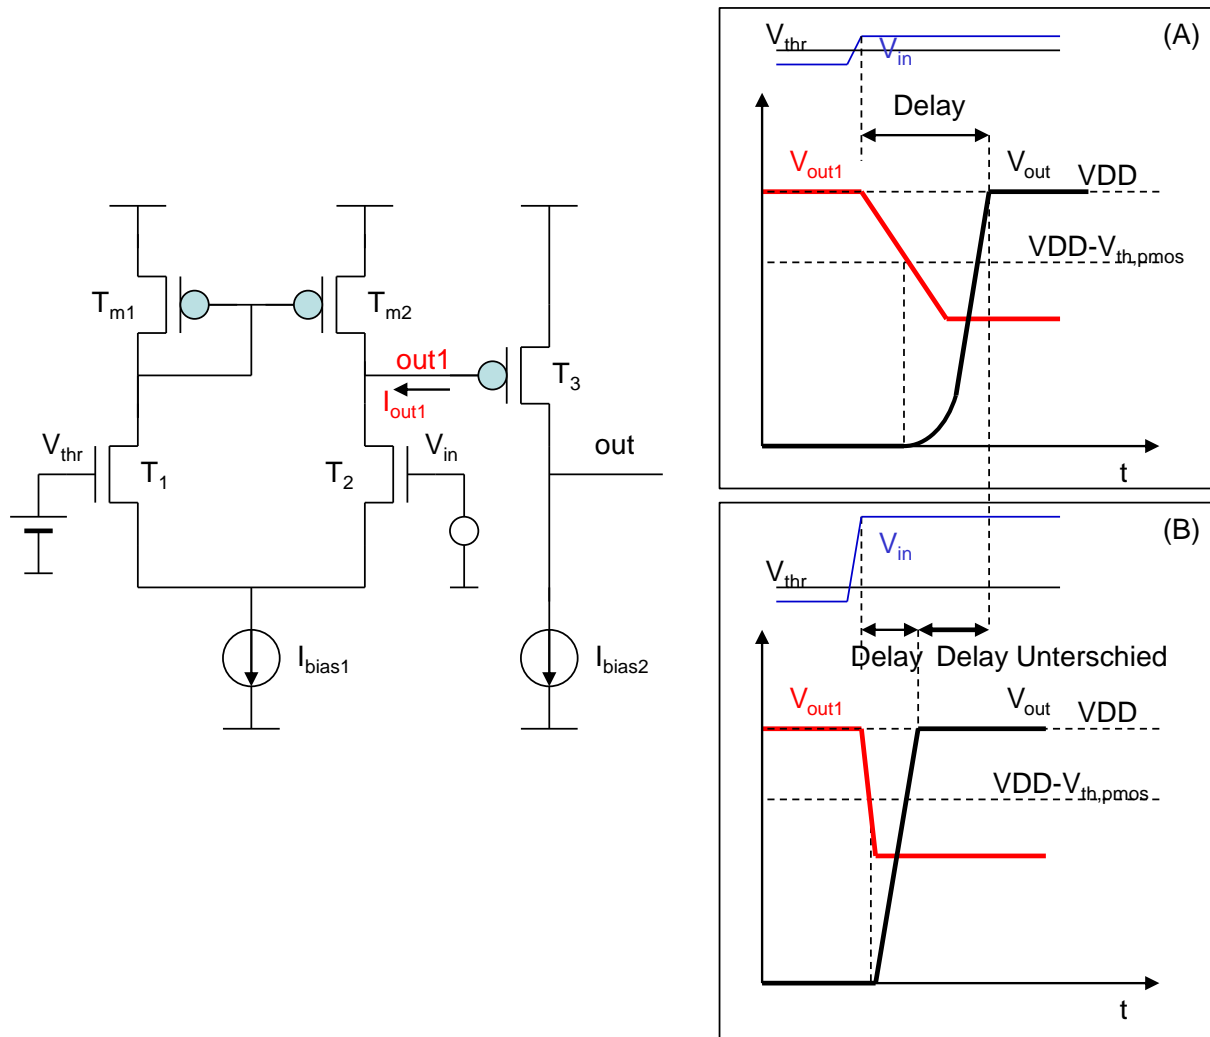 T_m1
T_m2
out1
I_out1
T_3
V_thr
T_1
T_2
V_in
out
I_bias1
I_bias2
(A)
V_thr
V_in
Delay
V_out1
V_out
VDD
VDD-V_th,pmos
t
(B)
V_in
V_thr
Delay
Delay Unterschied
V_out1
V_out
VDD
VDD-V_th,pmos
t